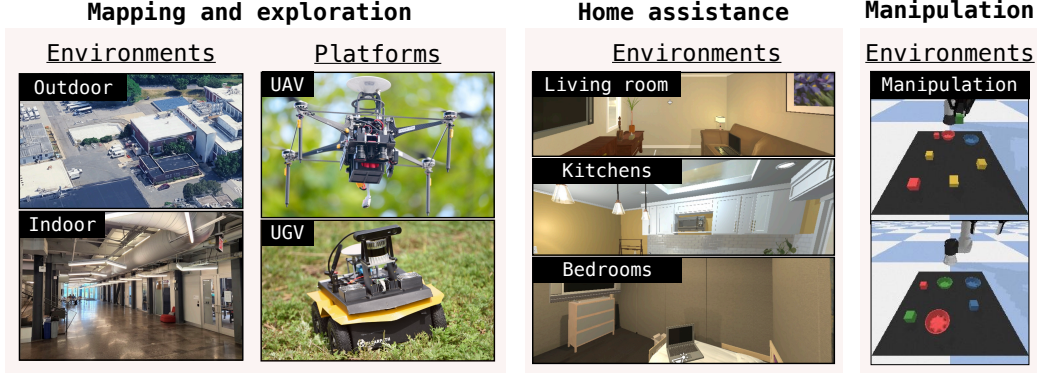 Mapping and exploration
Environments
Platforms
Outdoor
Indoor
UAV
UGV
Home assistance
Environments
Living room
Kitchens
Bedrooms
Manipulation
Environments
Manipulation